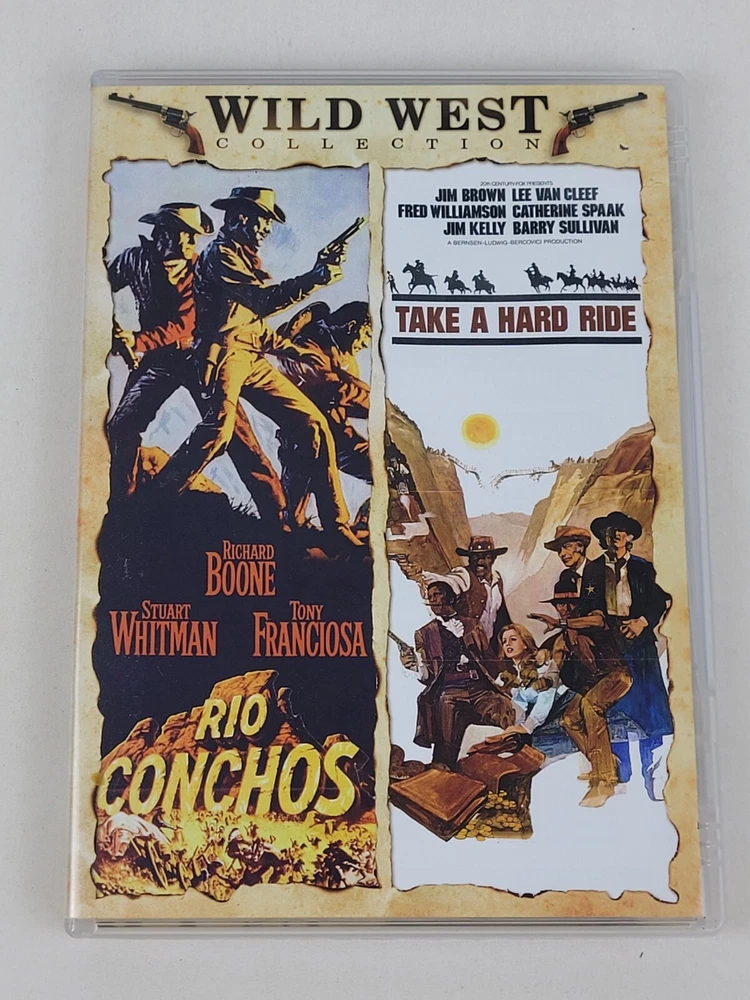 WILD WEST
COLLECTION
RICHARD
BOONE
STUART
WHITMAN
TONY
FRANCIOSA
RIO
CONCHOS
20th CENTURY-FOX PRESENTS
JIM BROWN LEE VAN CLEEF
FRED WILLIAMSON CATHERINE SPAAK
JIM KELLY BARRY SULLIVAN
A BERNSEN-LUDWIG-BERCOVICI PRODUCTION
TAKE A HARD RIDE